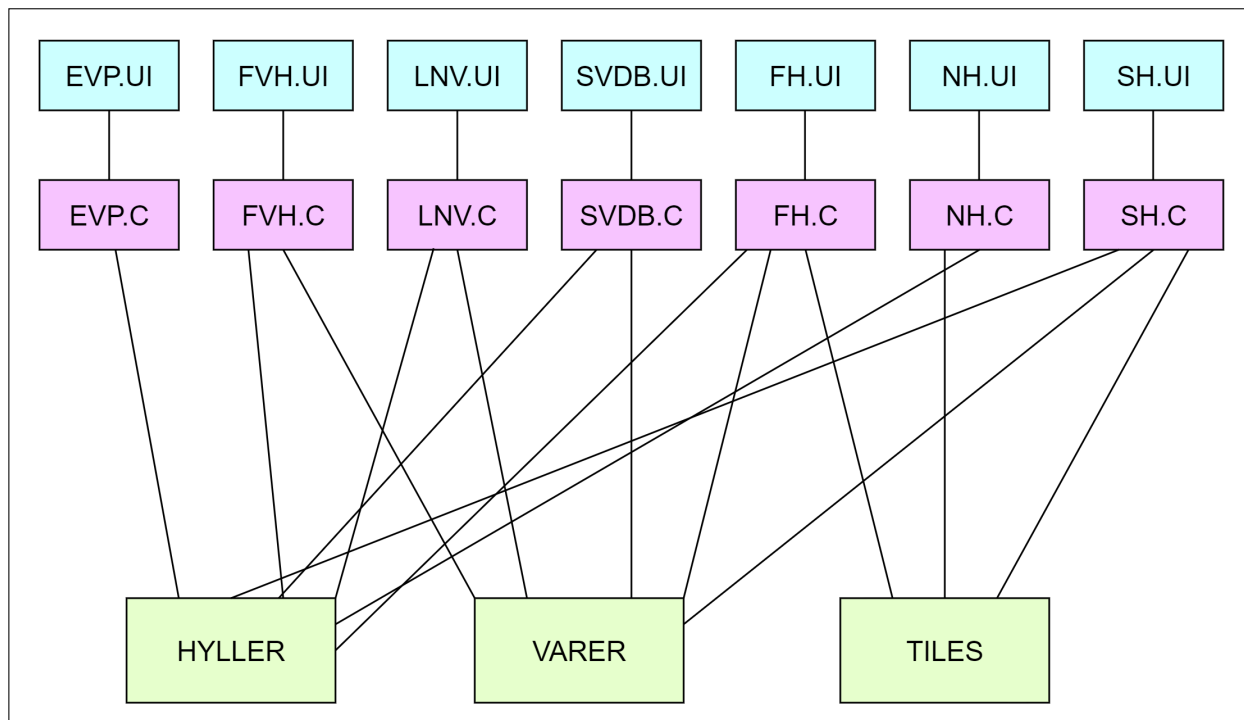 EVP.UI
FVH.UI
LNV.UI
SVDB.UI
FH.UI
NH.UI
SH.UI
EVP.C
FVH.C
LNV.C
SVDB.C
FH.C
NH.C
SH.C
HYLLER
VARER
TILES